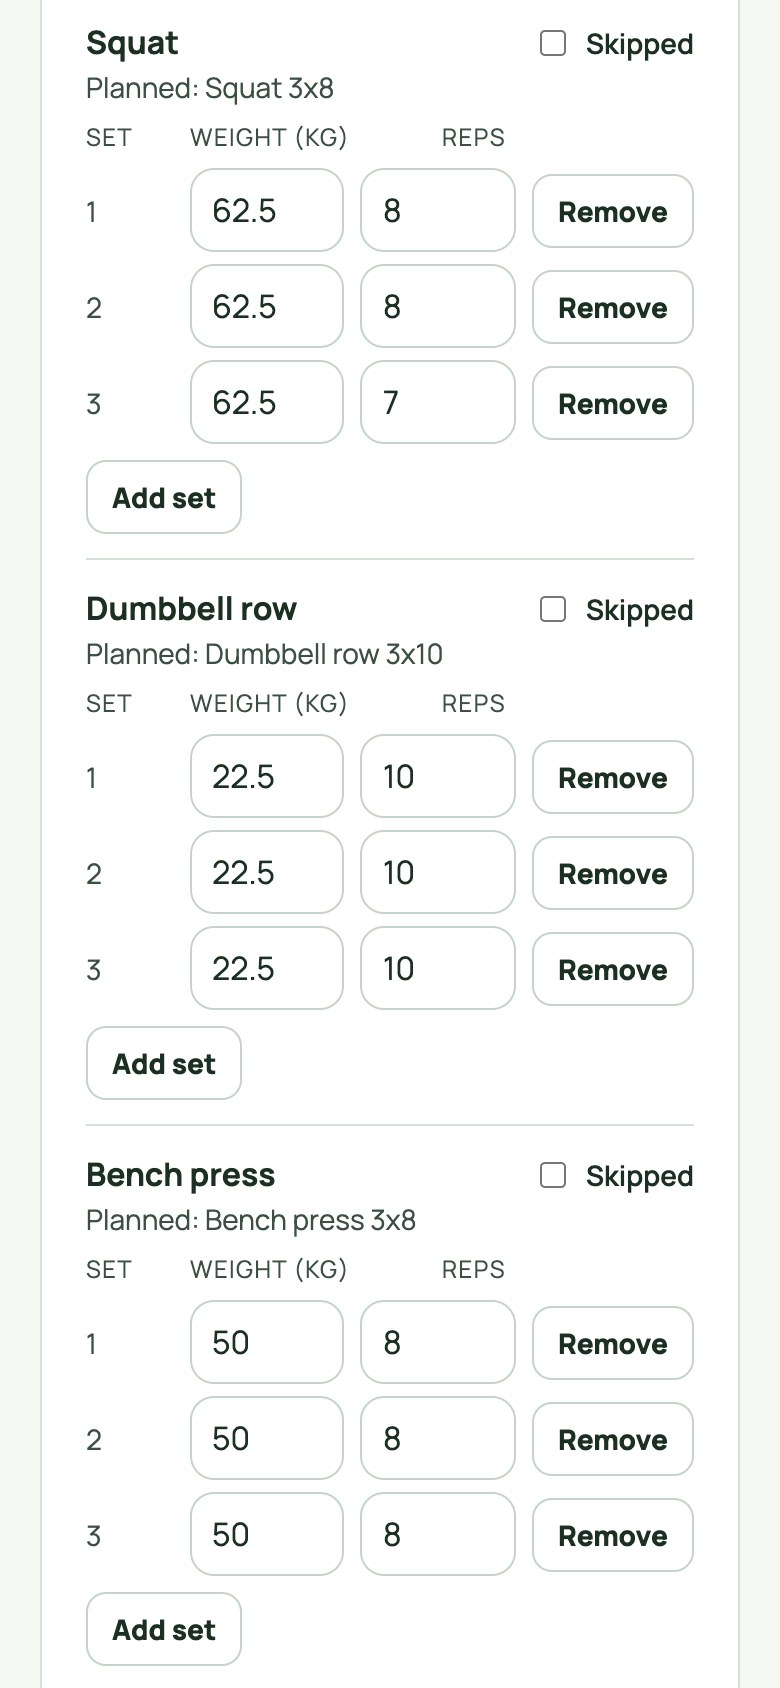 Squat Skipped
Planned: Squat 3x8
SET WEIGHT (KG) REPS
1 62.5 8 Remove
2 62.5 8 Remove
3 62.5 7 Remove
Add set
Dumbbell row Skipped
Planned: Dumbbell row 3x10
SET WEIGHT (KG) REPS
1 22.5 10 Remove
2 22.5 10 Remove
3 22.5 10 Remove
Add set
Bench press Skipped
Planned: Bench press 3x8
SET WEIGHT (KG) REPS
1 50 8 Remove
2 50 8 Remove
3 50 8 Remove
Add set